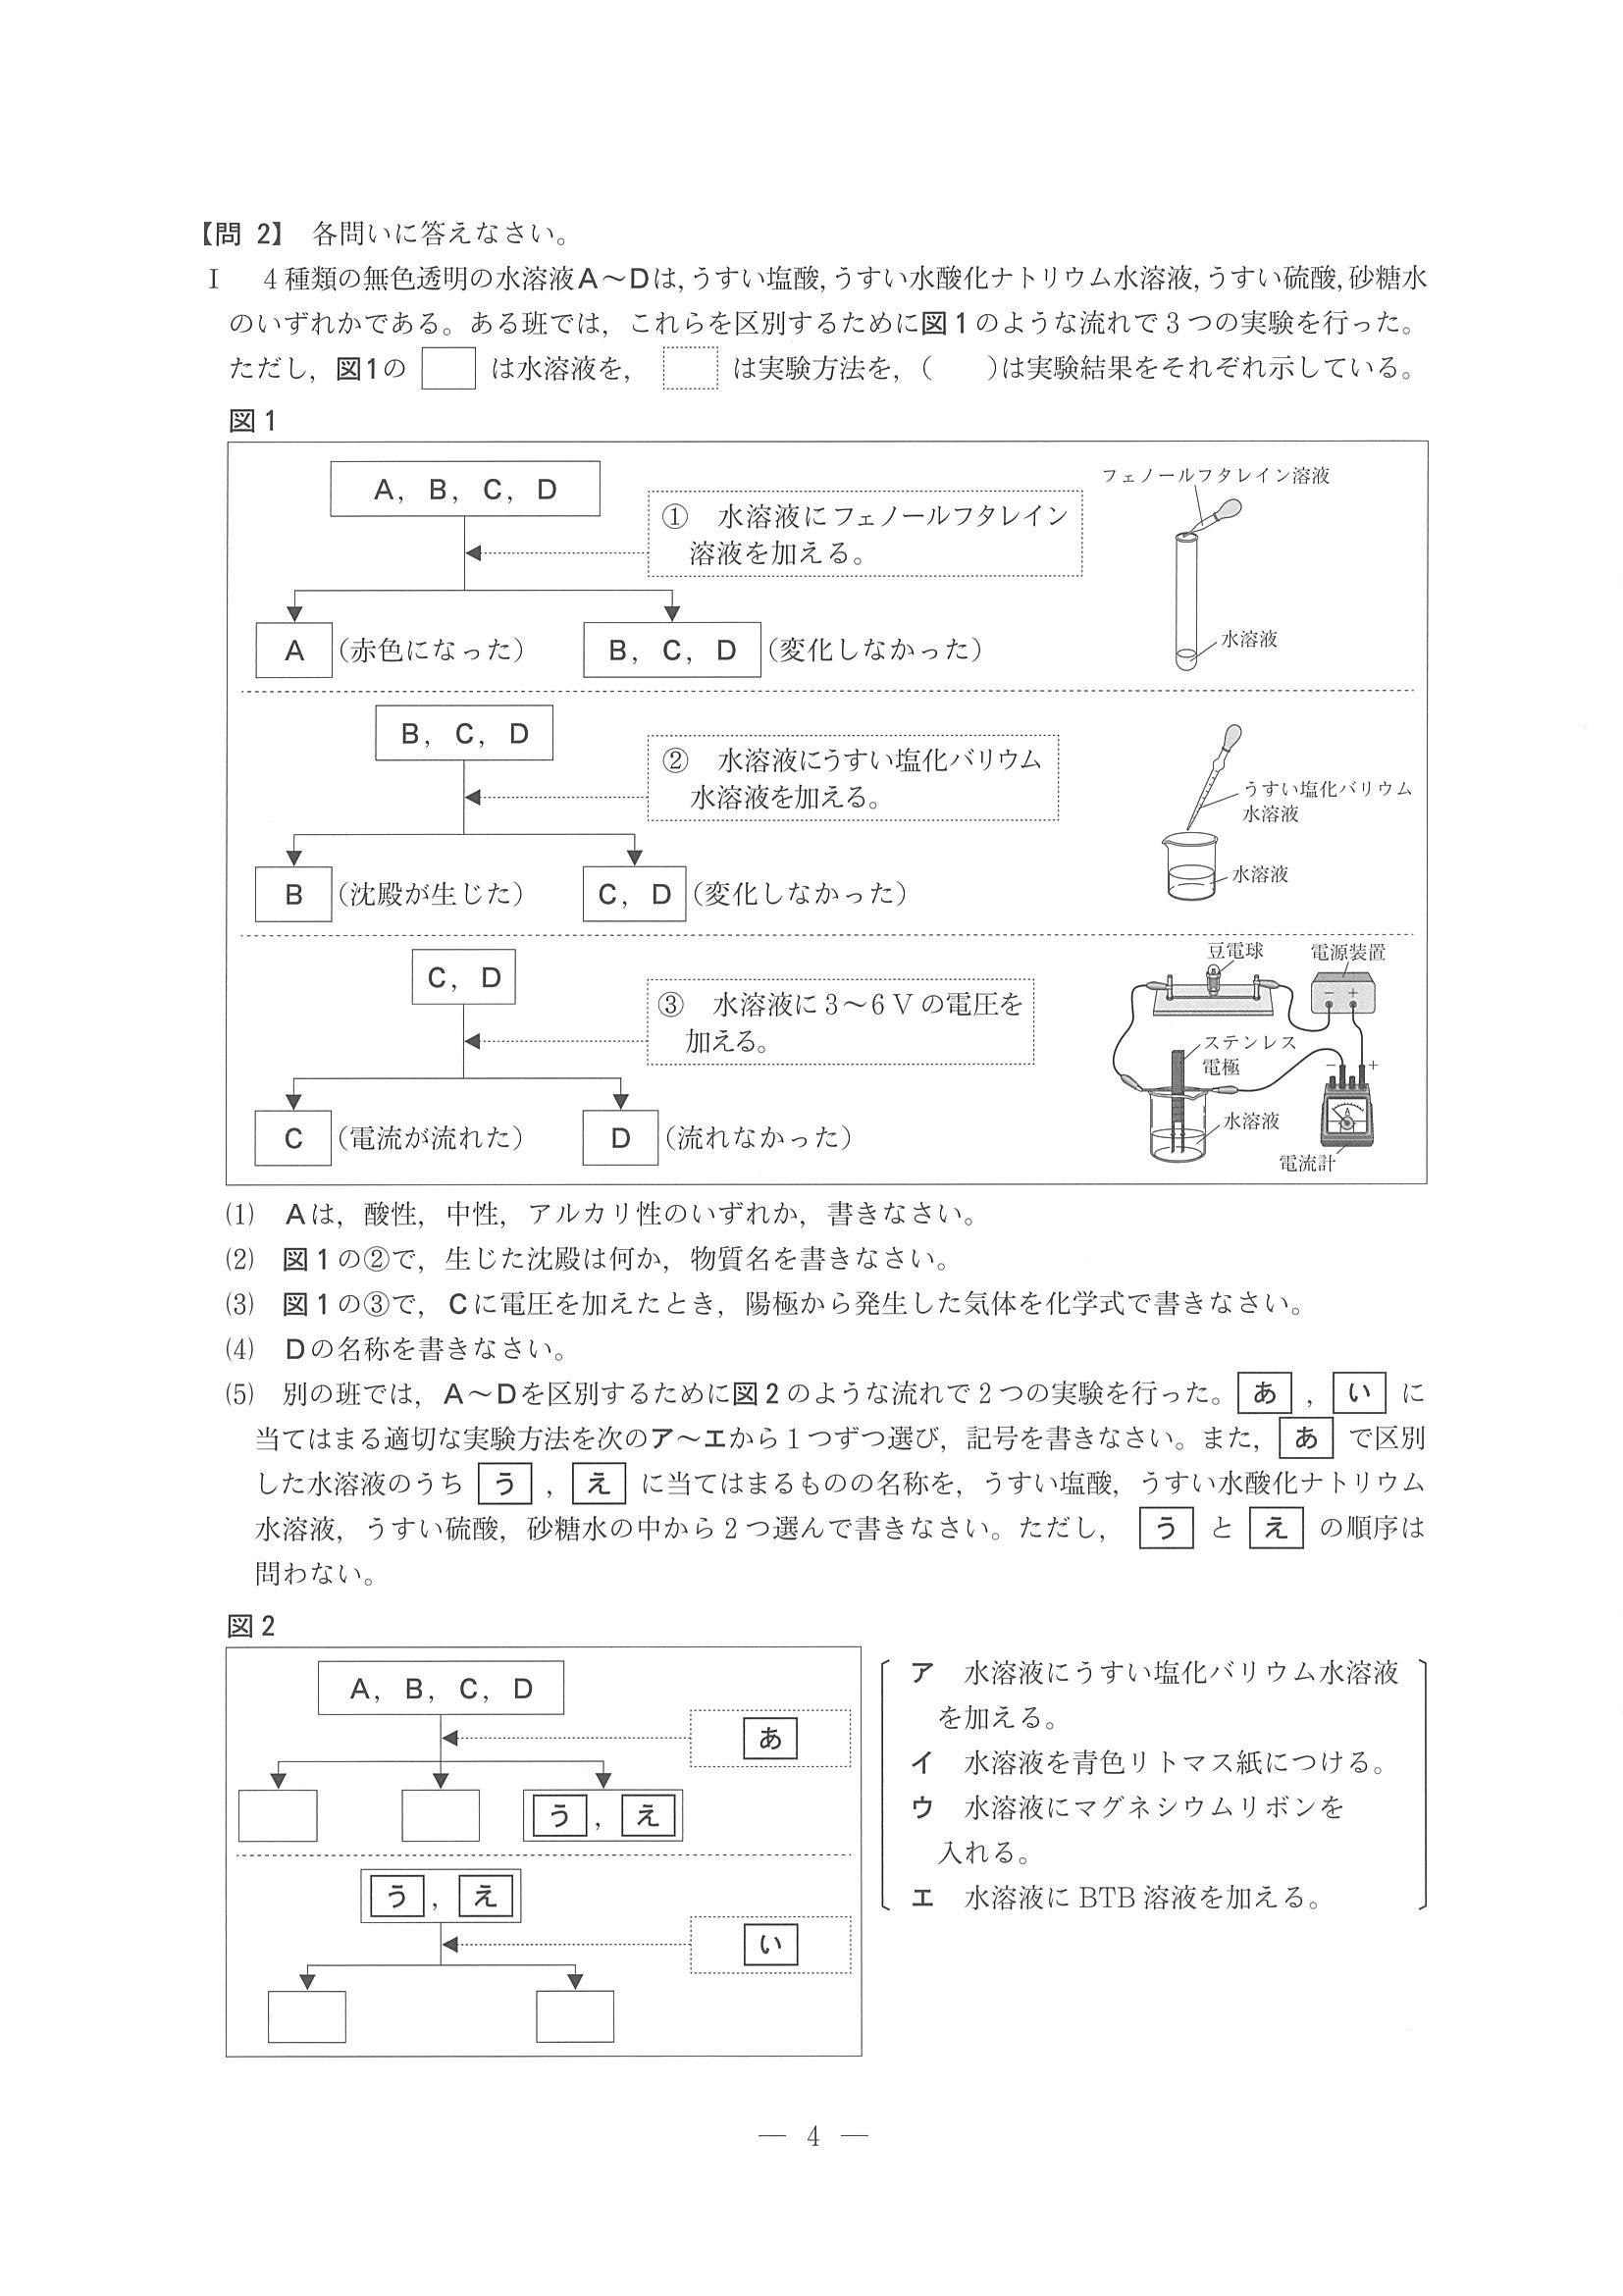 【問 2】 各問いに答えなさい。
Ⅰ 4種類の無色透明の水溶液A～Dは，うすい塩酸，うすい水酸化ナトリウム水溶液，うすい硫酸，砂糖水
のいずれかである。ある班では，これらを区別するために図1のような流れで3つの実験を行った。
ただし，図1の は水溶液を， は実験方法を，（ ）は実験結果をそれぞれ示している。
図1
A，B，C，D
① 水溶液にフェノールフタレイン
溶液を加える。
フェノールフタレイン溶液
水溶液
A （赤色になった） B，C，D （変化しなかった）
B，C，D
② 水溶液にうすい塩化バリウム
水溶液を加える。
うすい塩化バリウム
水溶液
水溶液
B （沈殿が生じた） C，D （変化しなかった）
C，D
③ 水溶液に3～6Vの電圧を
加える。
豆電球 電源装置
－ ＋
ステンレス
電極
－ ＋
A
水溶液
電流計
C （電流が流れた） D （流れなかった）
(1) Aは，酸性，中性，アルカリ性のいずれか，書きなさい。
(2) 図1の②で，生じた沈殿は何か，物質名を書きなさい。
(3) 図1の③で，Cに電圧を加えたとき，陽極から発生した気体を化学式で書きなさい。
(4) Dの名称を書きなさい。
(5) 別の班では，A～Dを区別するために図2のような流れで2つの実験を行った。 あ ， い に
当てはまる適切な実験方法を次のア～エから1つずつ選び，記号を書きなさい。また， あ で区別
した水溶液のうち う ， え に当てはまるものの名称を，うすい塩酸，うすい水酸化ナトリウム
水溶液，うすい硫酸，砂糖水の中から2つ選んで書きなさい。ただし， う と え の順序は
問わない。
図2
A，B，C，D
あ
う ， え
う ， え
い
ア 水溶液にうすい塩化バリウム水溶液
を加える。
イ 水溶液を青色リトマス紙につける。
ウ 水溶液にマグネシウムリボンを
入れる。
エ 水溶液にBTB溶液を加える。
— 4 —